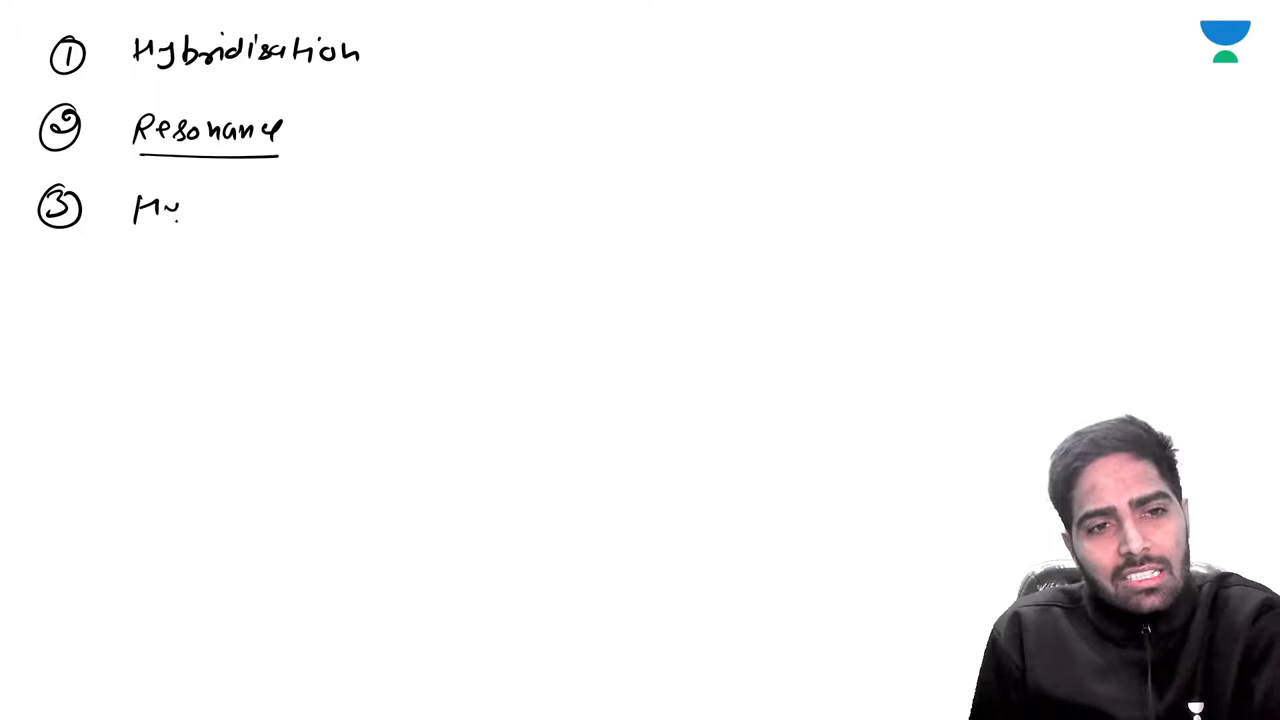 ① Hybridisation
② Resonance
③ H